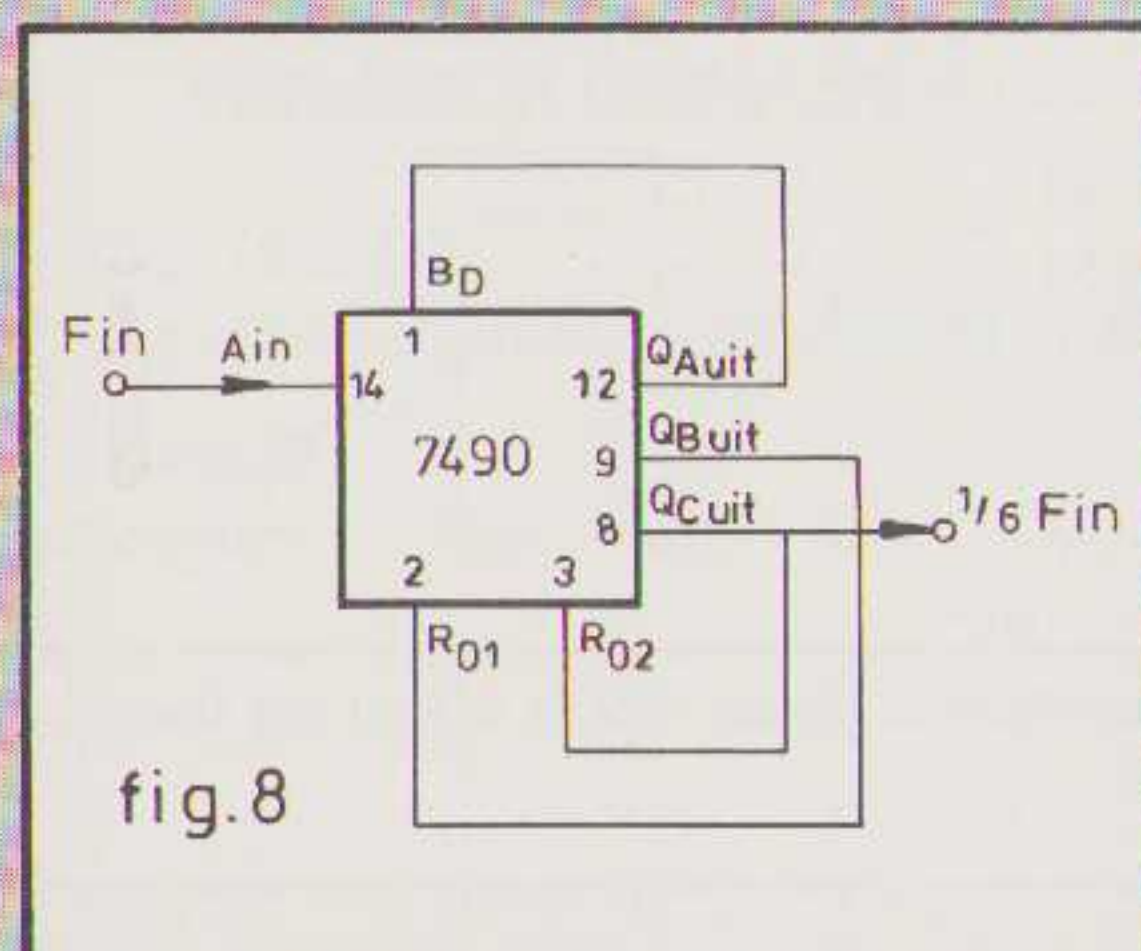 BD
Fin
Ain
1
QAuit
14
12
QBuit
7490
9
QCuit
8
1/6 Fin
2
3
R01
R02
fig.8